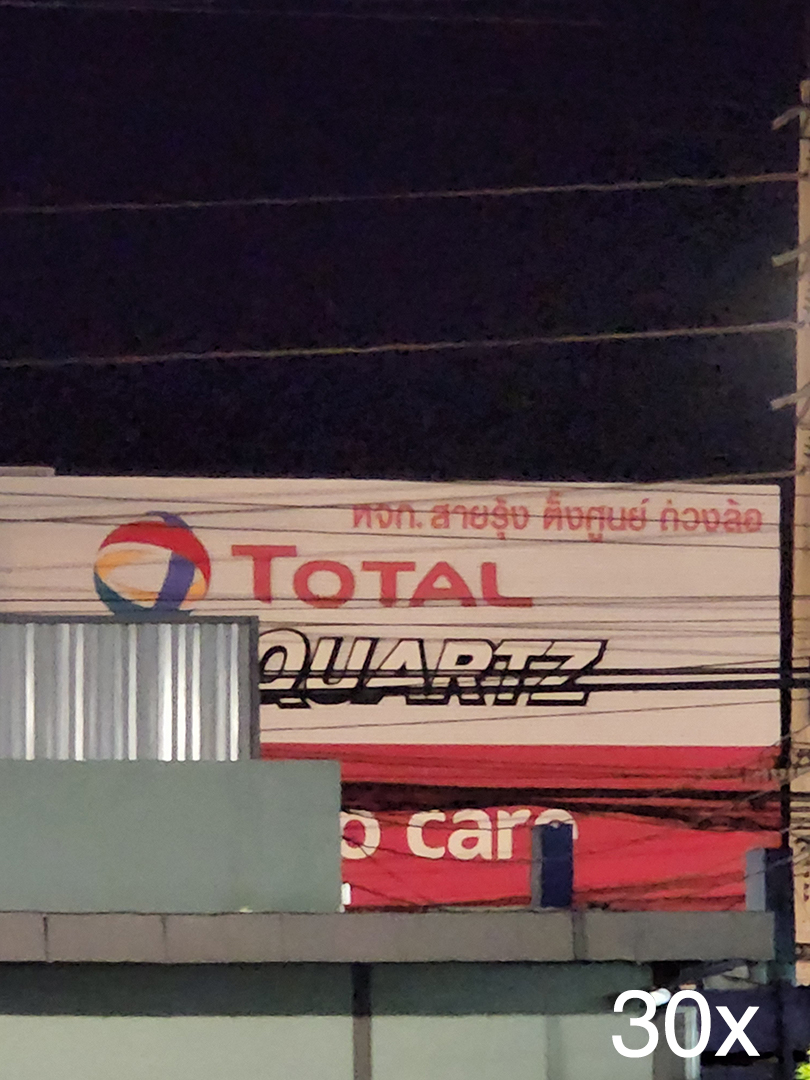 หจก. สายรุ้ง ตั้งศูนย์ ถ่วงล้อ
TOTAL
QUARTZ
o care
30x